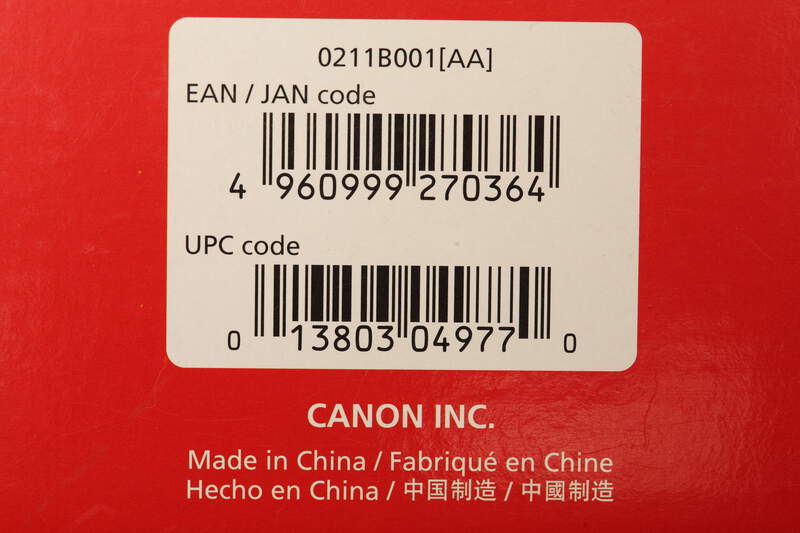 0211B001[AA]
EAN / JAN code
4 960999 270364
UPC code
0 13803 04977 0
CANON INC.
Made in China / Fabriqué en Chine
Hecho en China / 中国制造 / 中國制造